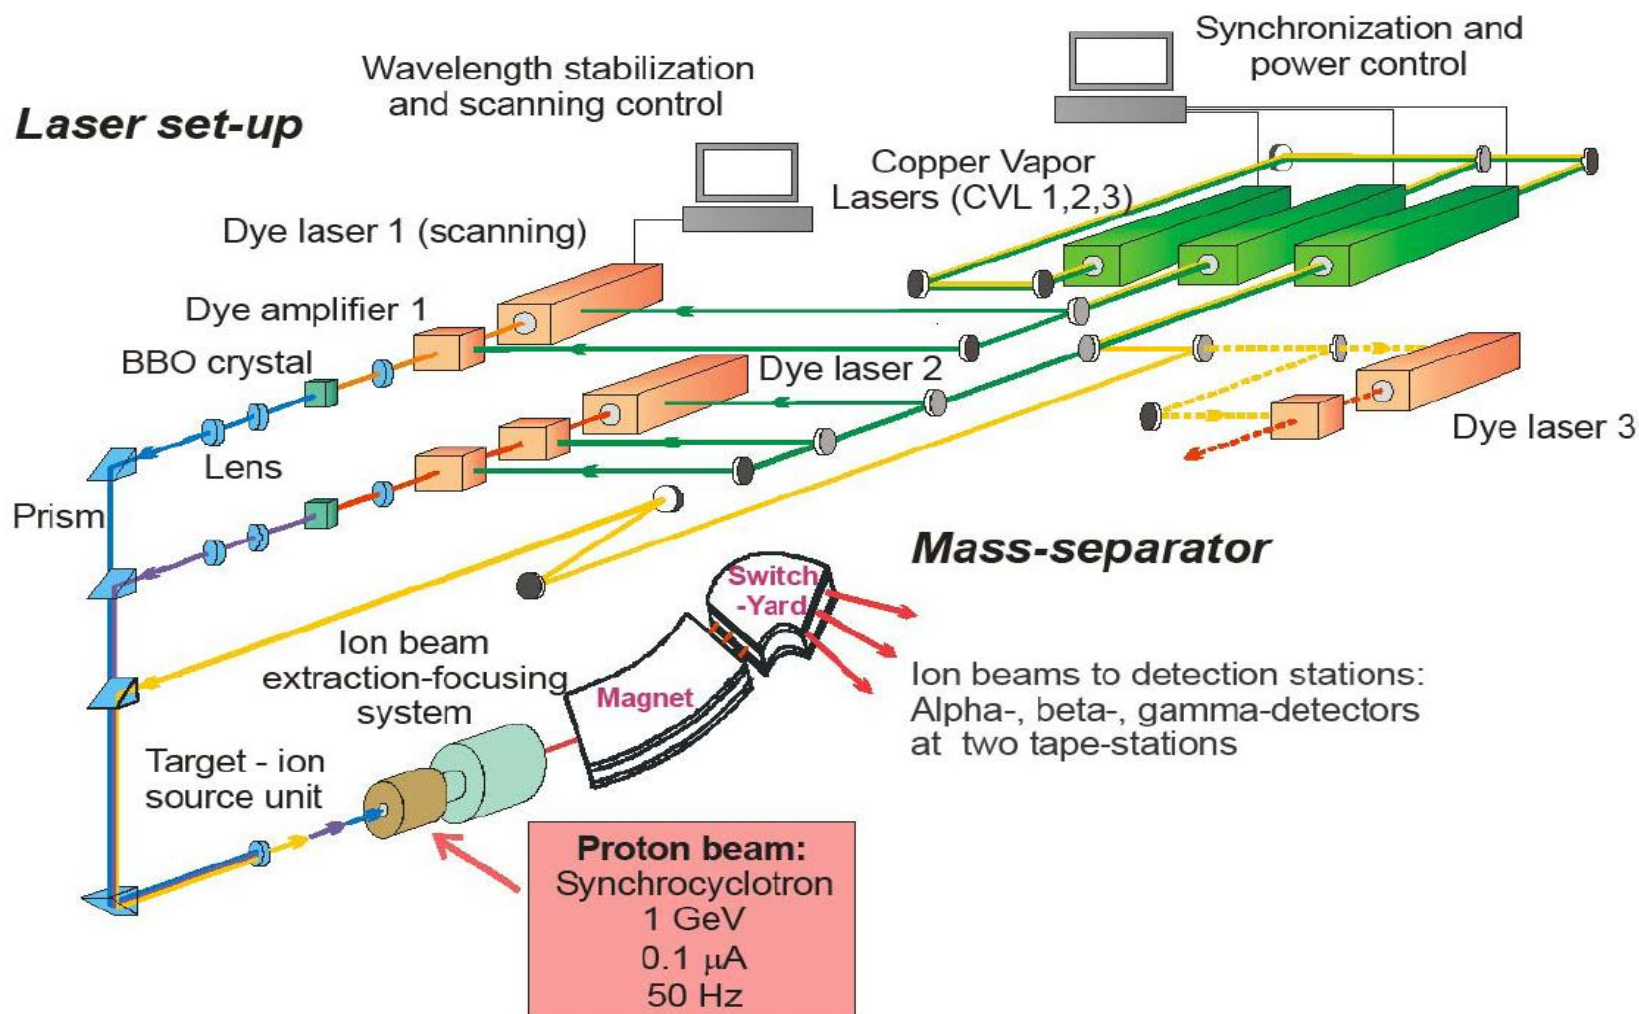 Synchronization and
power control
Wavelength stabilization
and scanning control
Laser set-up
Copper Vapor
Lasers (CVL 1,2,3)
Dye laser 1 (scanning)
Dye amplifier 1
BBO crystal
Dye laser 2
Dye laser 3
Lens
Prism
Mass-separator
Switch
-Yard
Ion beam
extraction-focusing
system
Magnet
Ion beams to detection stations:
Alpha-, beta-, gamma-detectors
at two tape-stations
Target - ion
source unit
Proton beam:
Synchrocyclotron
1 GeV
0.1 μA
50 Hz